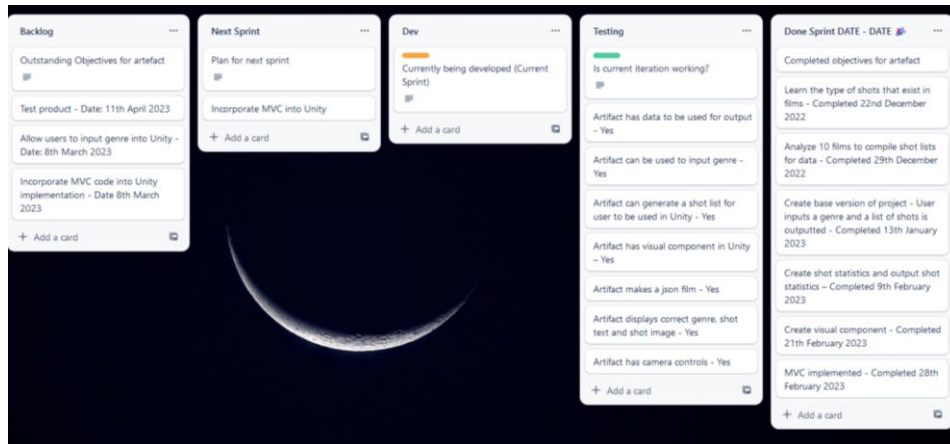 Backlog
Outstanding Objectives for artefact
Test product - Date: 11th April 2023
Allow users to input genre into Unity -
Date: 8th March 2023
Incorporate MVC code into Unity
implementation - Date 8th March
2023
+ Add a card
Next Sprint
Plan for next sprint
Incorporate MVC into Unity
+ Add a card
Dev
Currently being developed (Current
Sprint)
+ Add a card
Testing
Is current iteration working?
Artifact has data to be used for output
- Yes
Artifact can be used to input genre -
Yes
Artifact can generate a shot list for
user to be used in Unity - Yes
Artifact has visual component in Unity
– Yes
Artifact makes a json film - Yes
Artifact displays correct genre, shot
text and shot image - Yes
Artifact has camera controls - Yes
+ Add a card
Done Sprint DATE - DATE 🎉
Completed objectives for artefact
Learn the type of shots that exist in
films - Completed 22nd December
2022
Analyze 10 films to compile shot lists
for data - Completed 29th December
2022
Create base version of project - User
inputs a genre and a list of shots is
outputted - Completed 13th January
2023
Create shot statistics and output shot
statistics – Completed 9th February
2023
Create visual component - Completed
21th February 2023
MVC implemented - Completed 28th
February 2023
+ Add a card